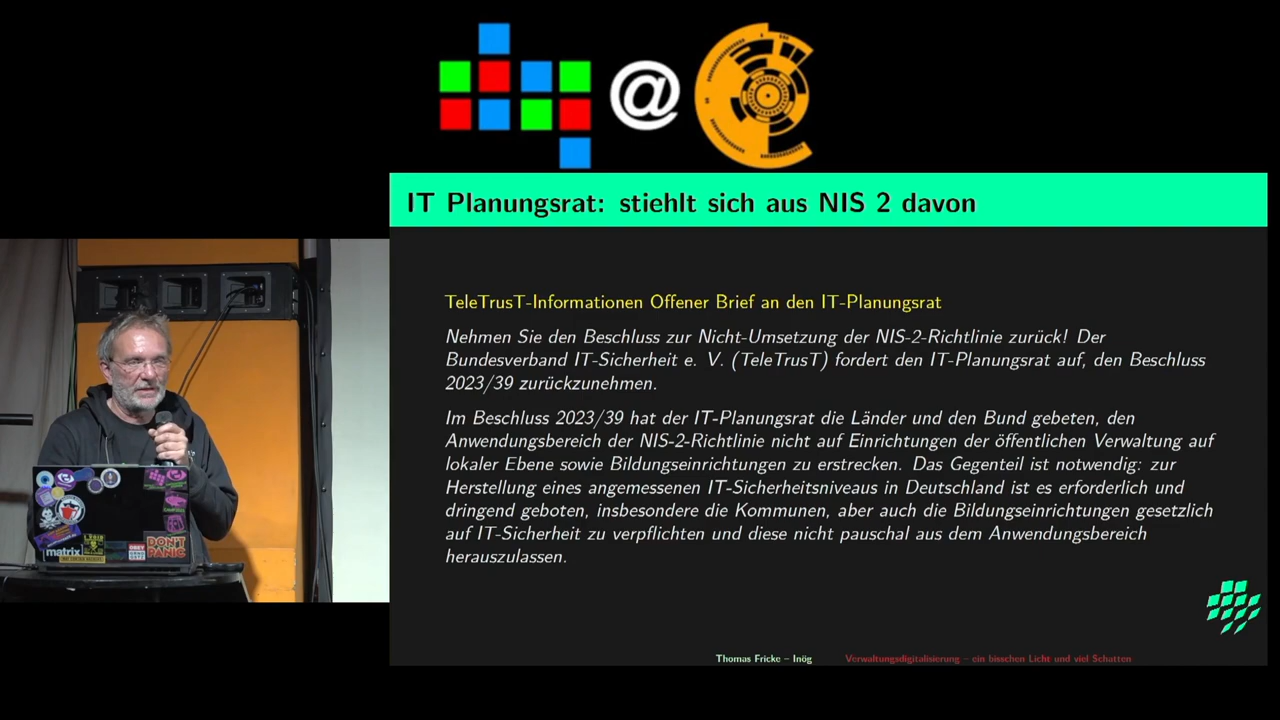 @
IT Planungsrat: stiehlt sich aus NIS 2 davon
TeleTrusT-Informationen Offener Brief an den IT-Planungsrat
Nehmen Sie den Beschluss zur Nicht-Umsetzung der NIS-2-Richtlinie zurück! Der
Bundesverband IT-Sicherheit e. V. (TeleTrusT) fordert den IT-Planungsrat auf, den Beschluss
2023/39 zurückzunehmen.
Im Beschluss 2023/39 hat der IT-Planungsrat die Länder und den Bund gebeten, den
Anwendungsbereich der NIS-2-Richtlinie nicht auf Einrichtungen der öffentlichen Verwaltung auf
lokaler Ebene sowie Bildungseinrichtungen zu erstrecken. Das Gegenteil ist notwendig: zur
Herstellung eines angemessenen IT-Sicherheitsniveaus in Deutschland ist es erforderlich und
dringend geboten, insbesondere die Kommunen, aber auch die Bildungseinrichtungen gesetzlich
auf IT-Sicherheit zu verpflichten und diese nicht pauschal aus dem Anwendungsbereich
herauszulassen.
matrix
DON'T
PANIC
Thomas Fricke – Inög Verwaltungsdigitalisierung – ein bisschen Licht und viel Schatten